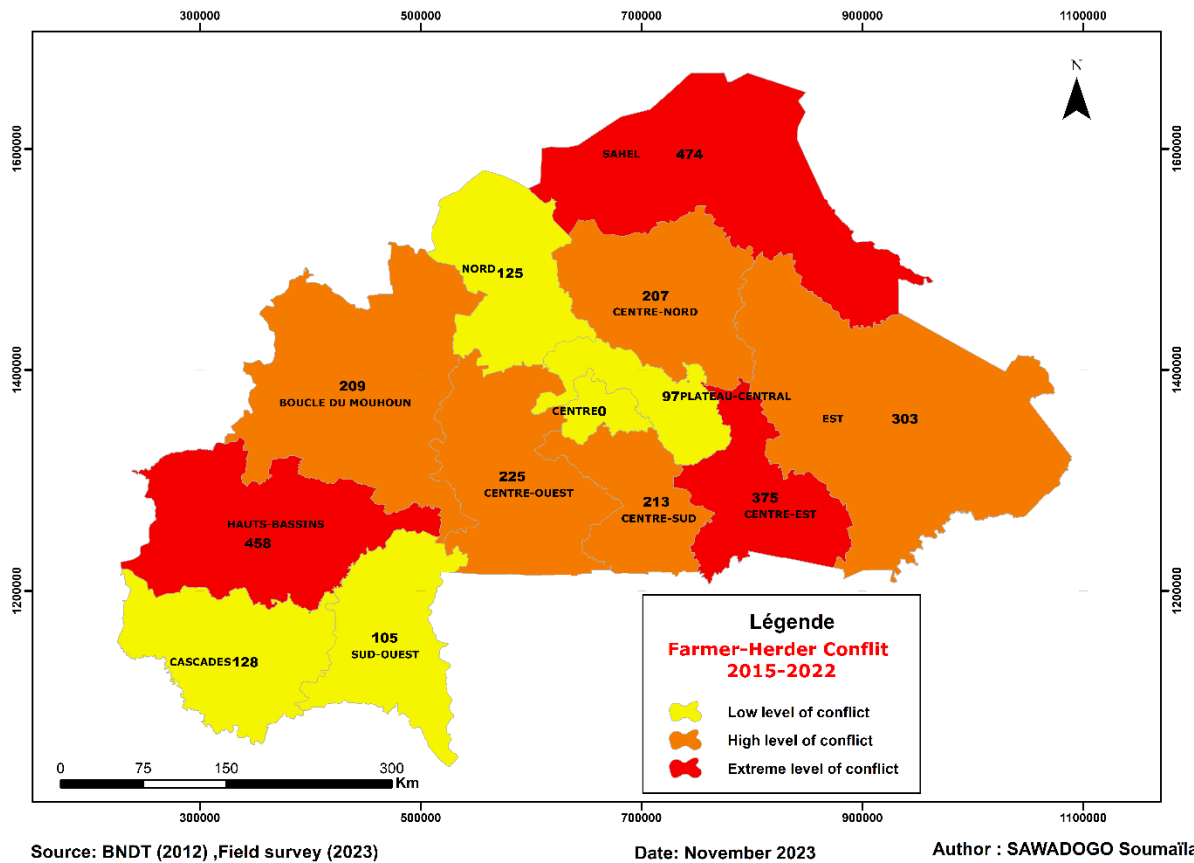 300000 500000 700000 900000 1100000
N
1600000 1600000
SAHEL 474
NORD 125
207
CENTRE-NORD
1400000 1400000
209
BOUCLE DU MOUHOUN
97 PLATEAU-CENTRAL
CENTRE 0
EST 303
225
CENTRE-OUEST
213
CENTRE-SUD
375
CENTRE-EST
HAUTS-BASSINS
458
1200000 1200000
105
SUD-OUEST
CASCADES 128
Légende
Farmer-Herder Conflit
2015-2022
Low level of conflict
High level of conflict
Extreme level of conflict
0 75 150 300
Km
300000 500000 700000 900000 1100000
Source: BNDT (2012) ,Field survey (2023) Date: November 2023 Author : SAWADOGO Soumaïla